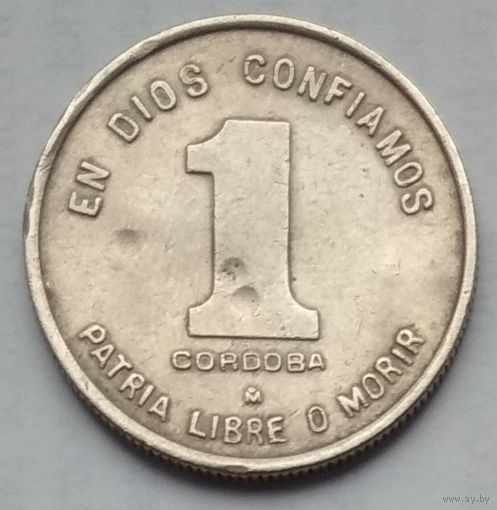 EN DIOS CONFIAMOS
1
CORDOBA
M
PATRIA LIBRE O MORIR
www.ay.by